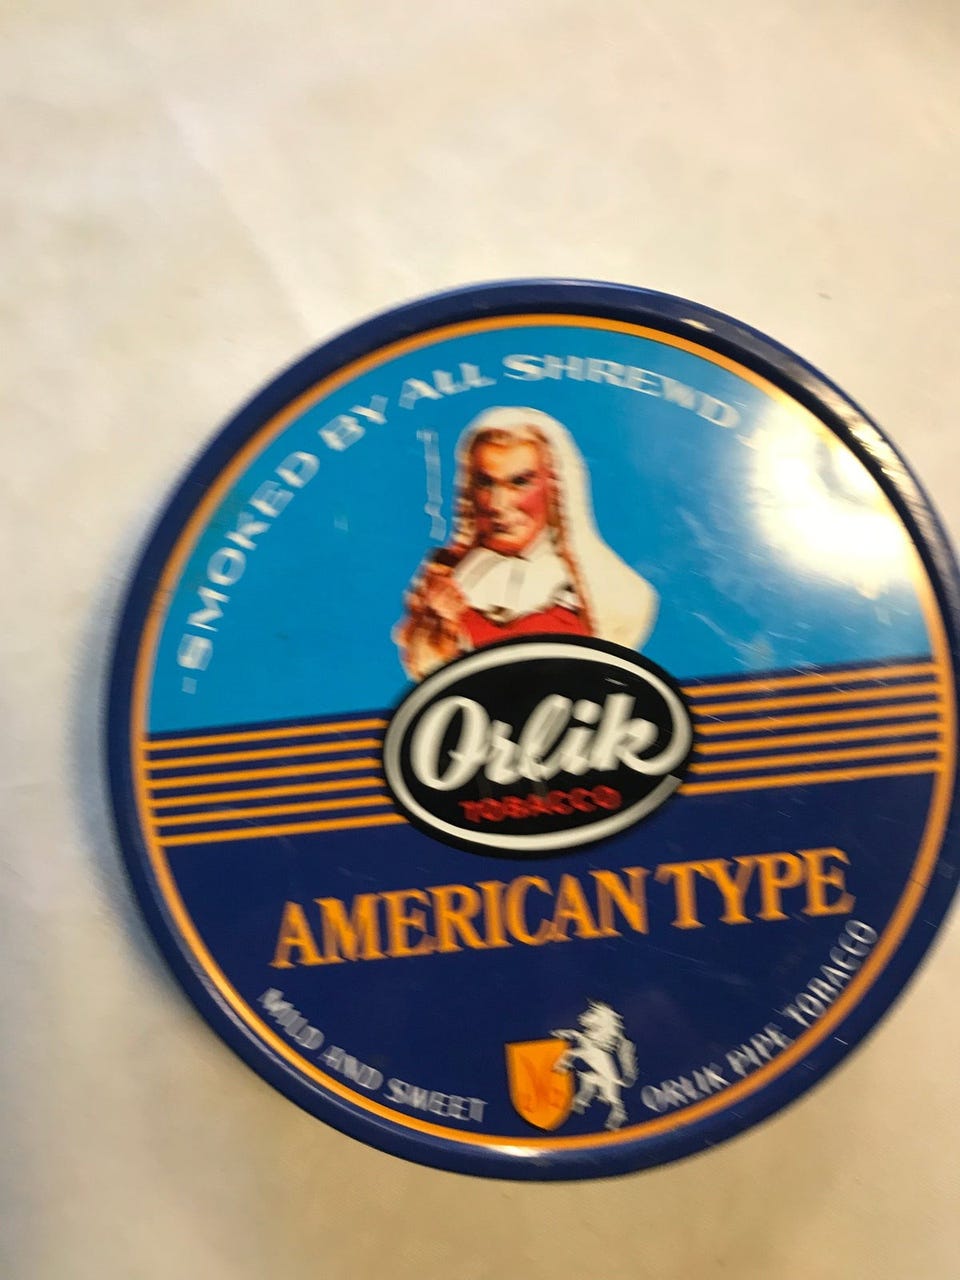 -SMOKED BY ALL SHREWD
Orlik
TOBACCO
AMERICAN TYPE
MILD AND SWEET
ORLIK PIPE TOBACCO